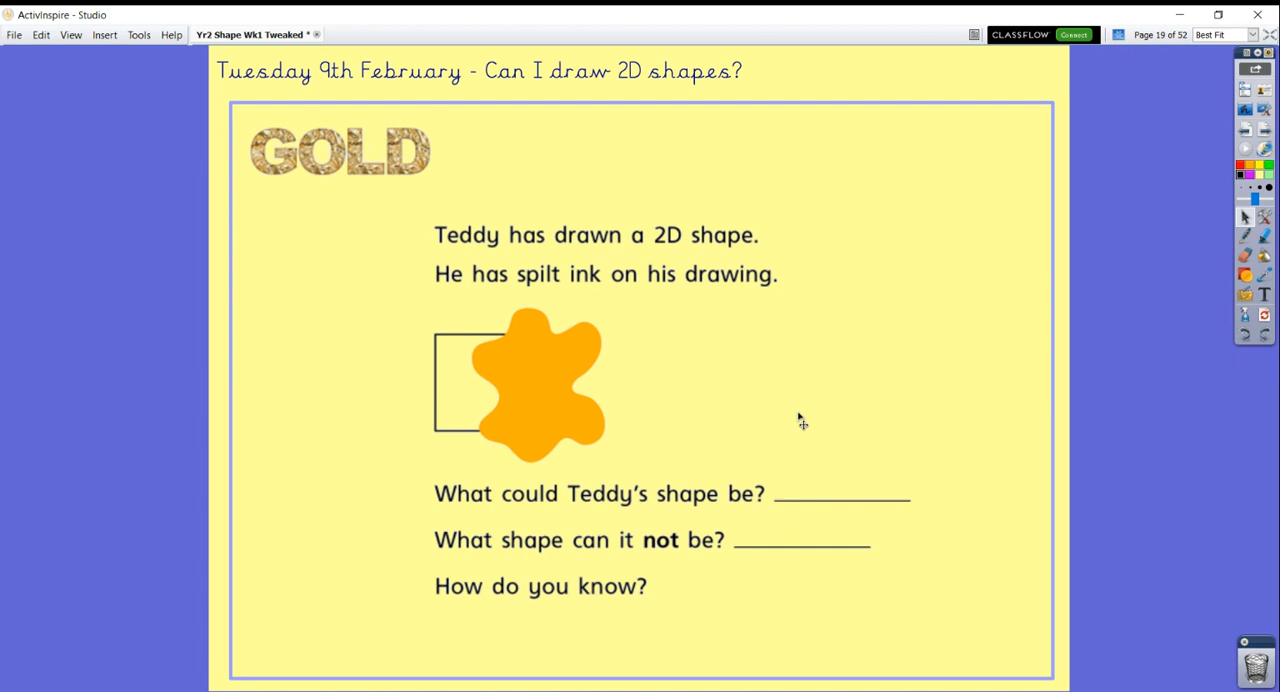 ActivInspire - Studio
File Edit View Insert Tools Help Yr2 Shape Wk1 Tweaked * CLASSFLOW Connect Page 19 of 52 Best Fit
Tuesday 9th February - Can I draw 2D shapes?
GOLD
Teddy has drawn a 2D shape.
He has spilt ink on his drawing.
What could Teddy's shape be? __________
What shape can it not be? __________
How do you know?